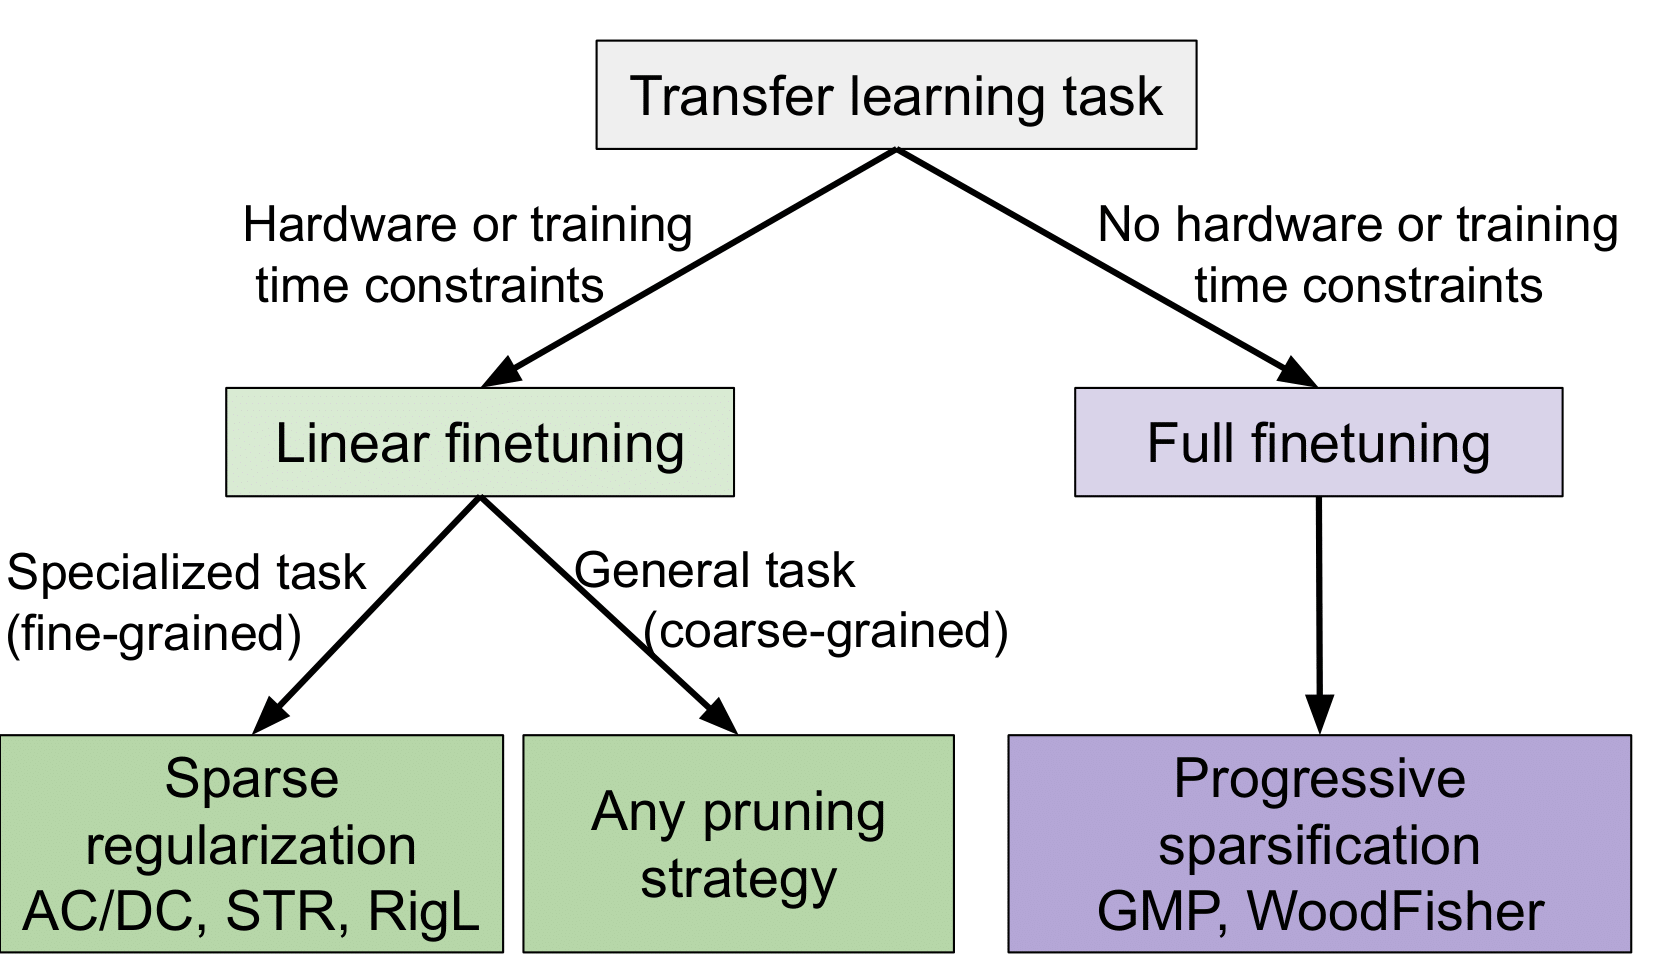 Transfer learning task
Hardware or training
time constraints
No hardware or training
time constraints
Linear finetuning
Full finetuning
Specialized task
(fine-grained)
General task
(coarse-grained)
Sparse
regularization
AC/DC, STR, RigL
Any pruning
strategy
Progressive
sparsification
GMP, WoodFisher